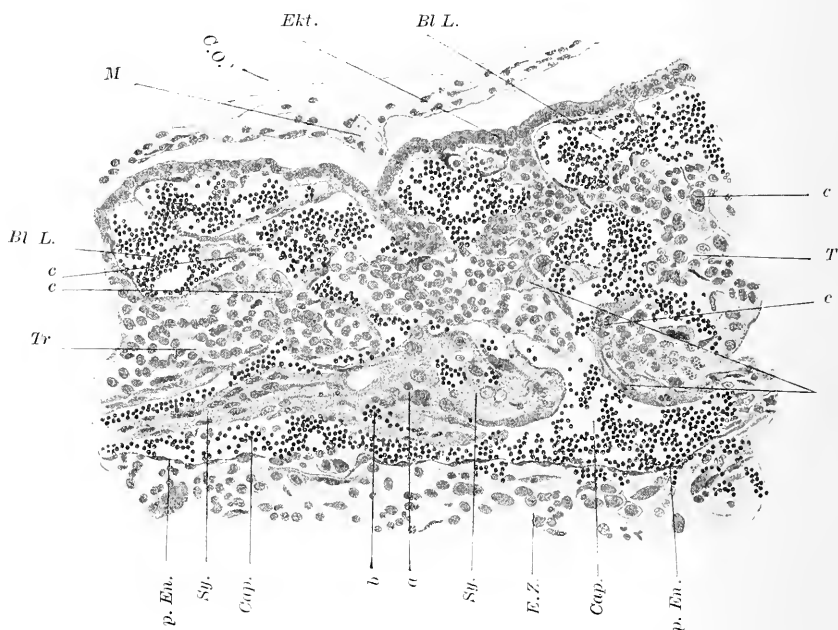 Ekt.
Bl L.
C.O.
M
c
Bl L.
T
c
c
c
Tr
p. En.
Sy.
Cap.
b
a
Sy.
E.Z.
Cap.
p. En.